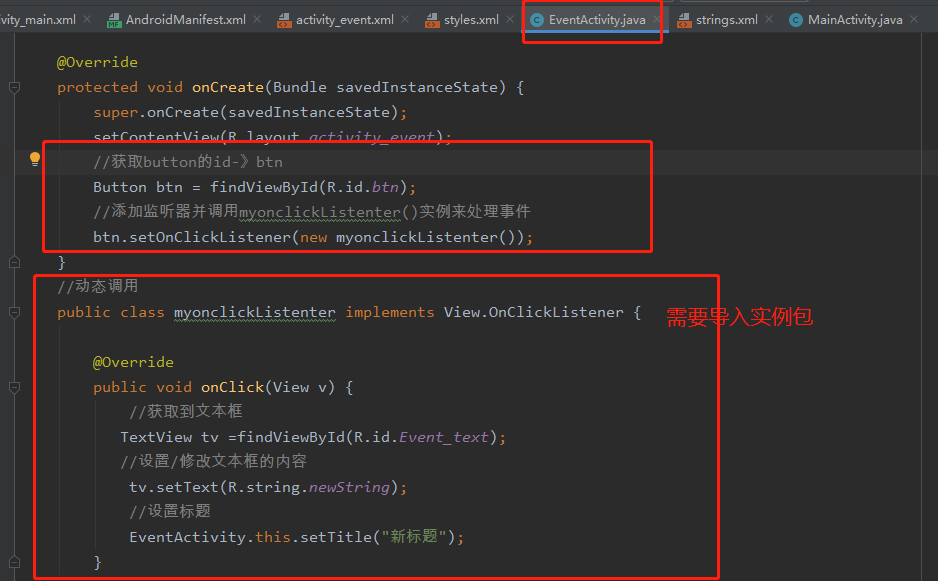 vity_main.xml × AndroidManifest.xml × activity_event.xml × styles.xml × EventActivity.java × strings.xml × MainActivity.java ×
@Override
protected void onCreate(Bundle savedInstanceState) {
super.onCreate(savedInstanceState);
setContentView(R.layout.activity_event);
//获取button的id-》btn
Button btn = findViewById(R.id.btn);
//添加监听器并调用myonclickListenter()实例来处理事件
btn.setOnClickListener(new myonclickListenter());
}
//动态调用
public class myonclickListenter implements View.OnClickListener {
需要导入实例包
@Override
public void onClick(View v) {
//获取到文本框
TextView tv =findViewById(R.id.Event_text);
//设置/修改文本框的内容
tv.setText(R.string.newString);
//设置标题
EventActivity.this.setTitle("新标题");
}